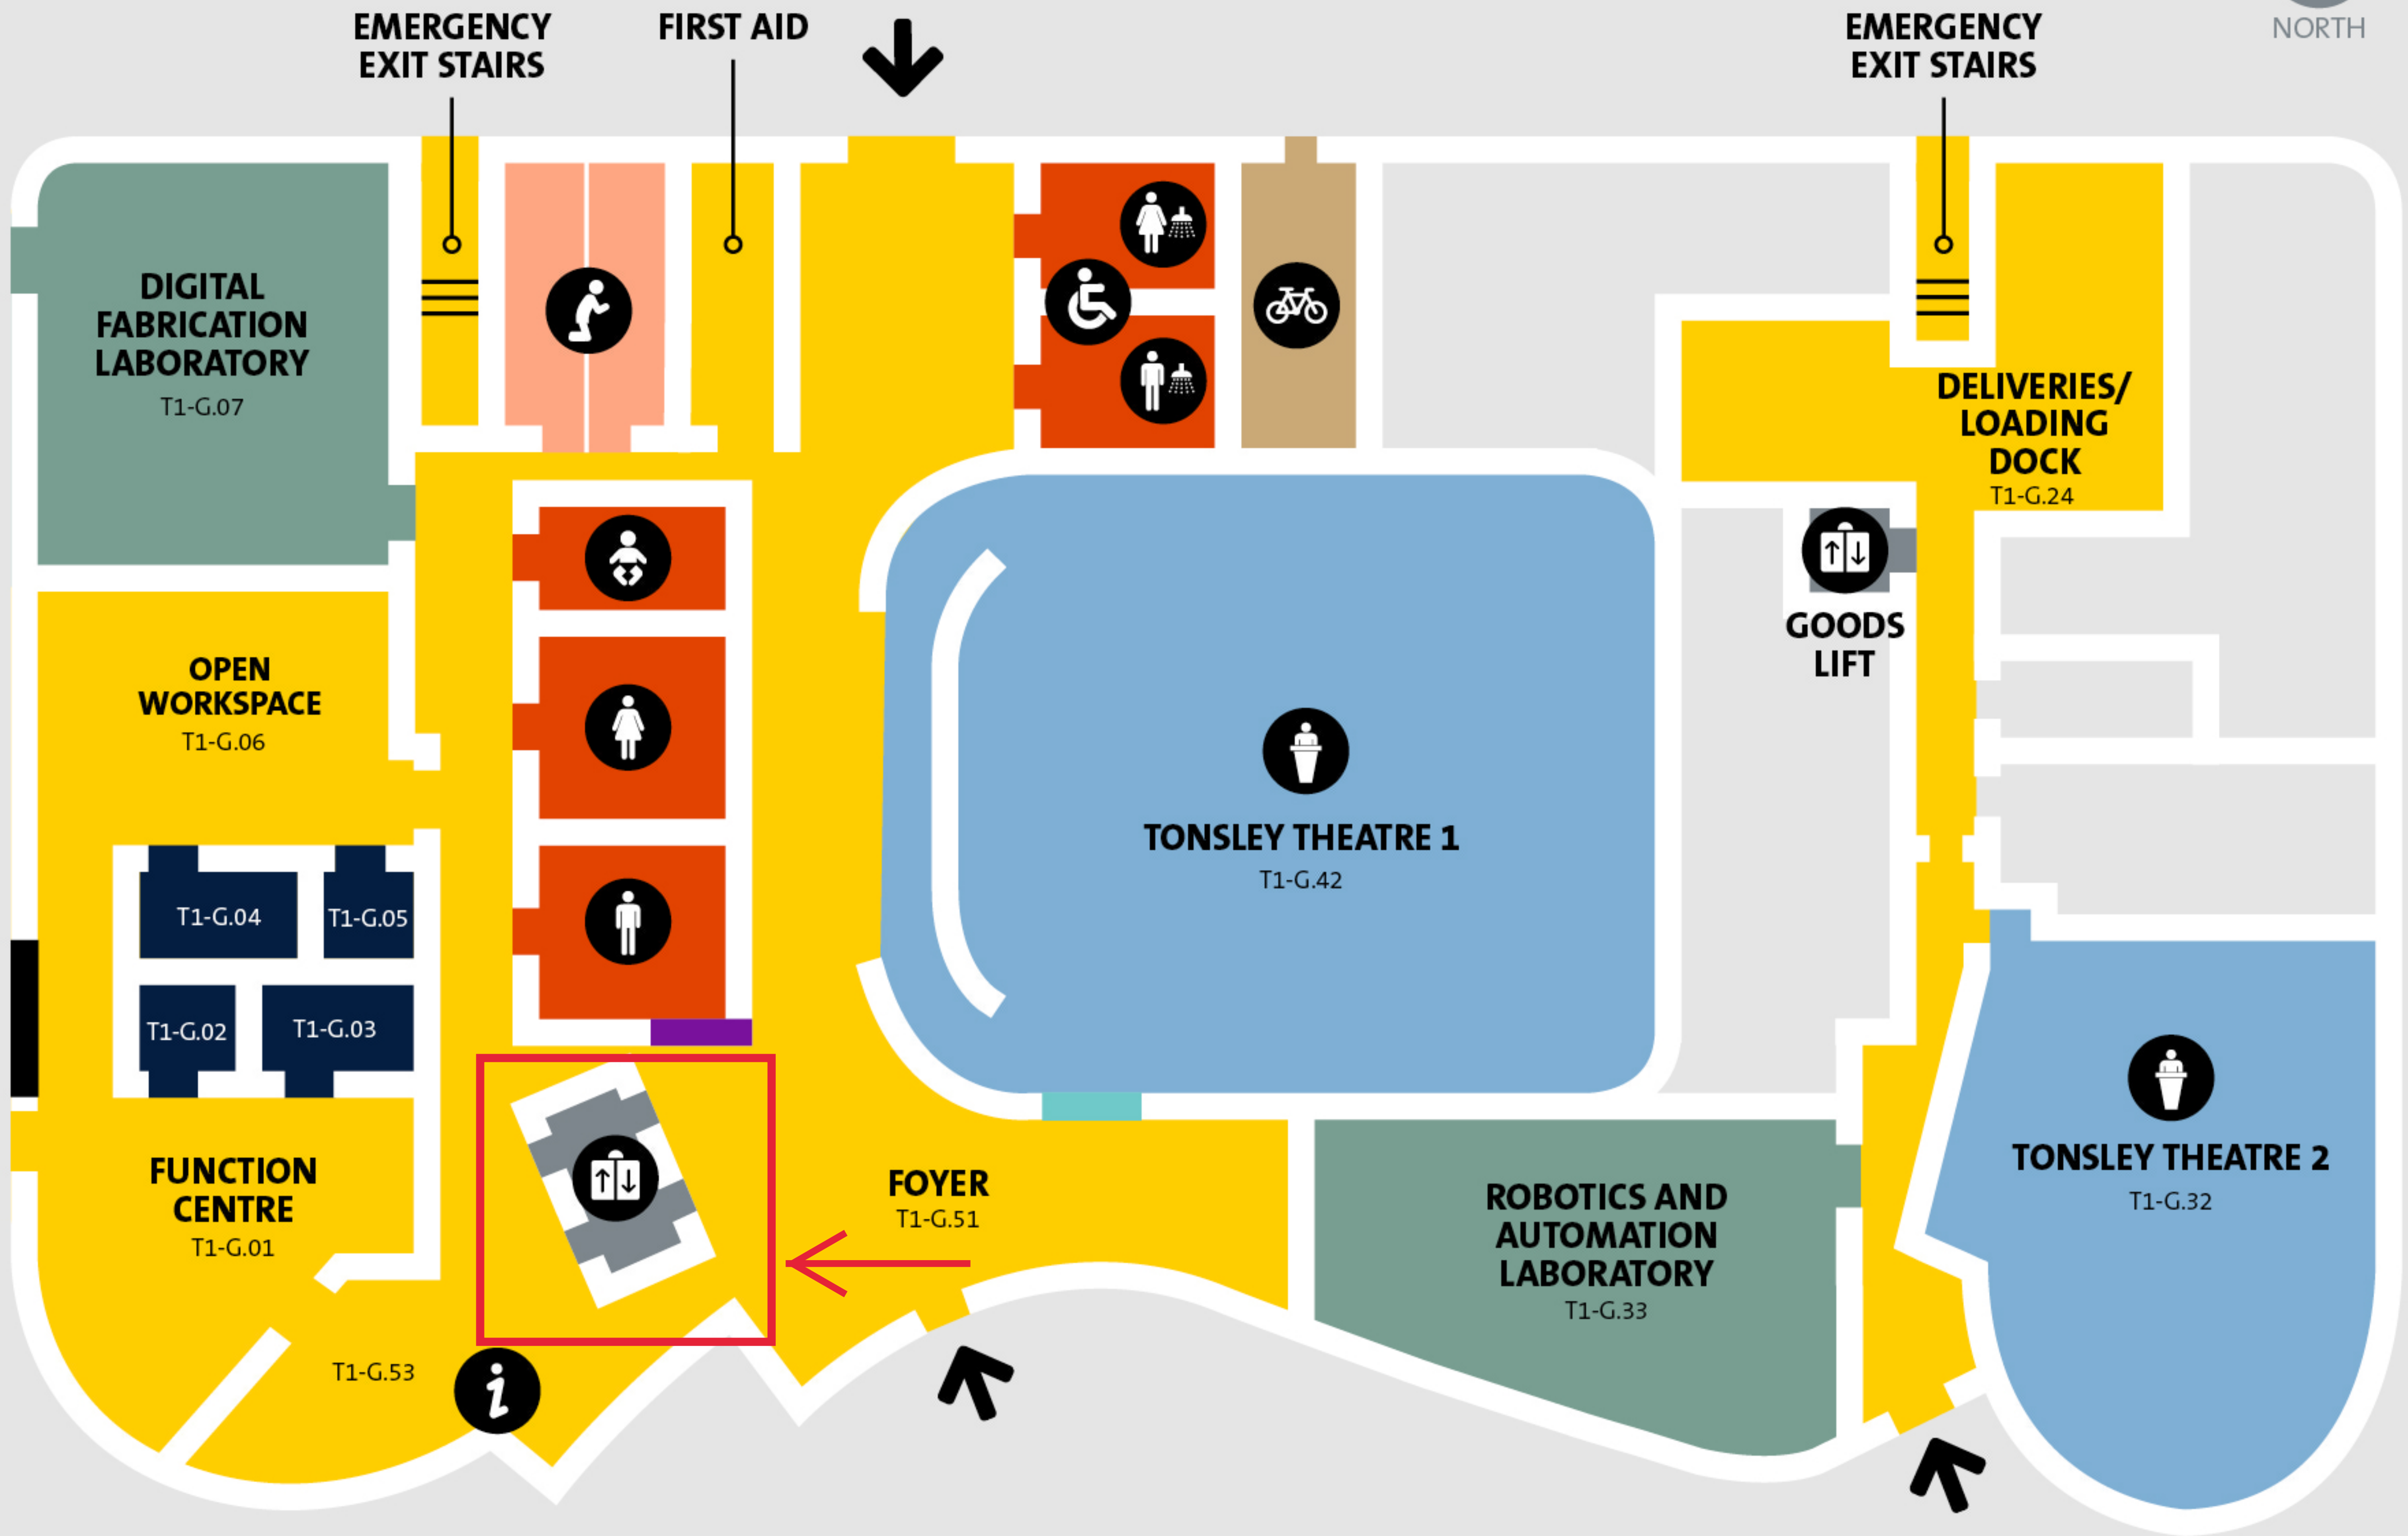 EMERGENCY
EXIT STAIRS
FIRST AID
EMERGENCY
EXIT STAIRS
NORTH
DIGITAL
FABRICATION
LABORATORY
T1-G.07
DELIVERIES/
LOADING
DOCK
T1-G.24
GOODS
LIFT
OPEN
WORKSPACE
T1-G.06
TONSLEY THEATRE 1
T1-G.42
T1-G.04
T1-G.05
T1-G.02
T1-G.03
FUNCTION
CENTRE
T1-G.01
FOYER
T1-G.51
ROBOTICS AND
AUTOMATION
LABORATORY
T1-G.33
TONSLEY THEATRE 2
T1-G.32
T1-G.53
i